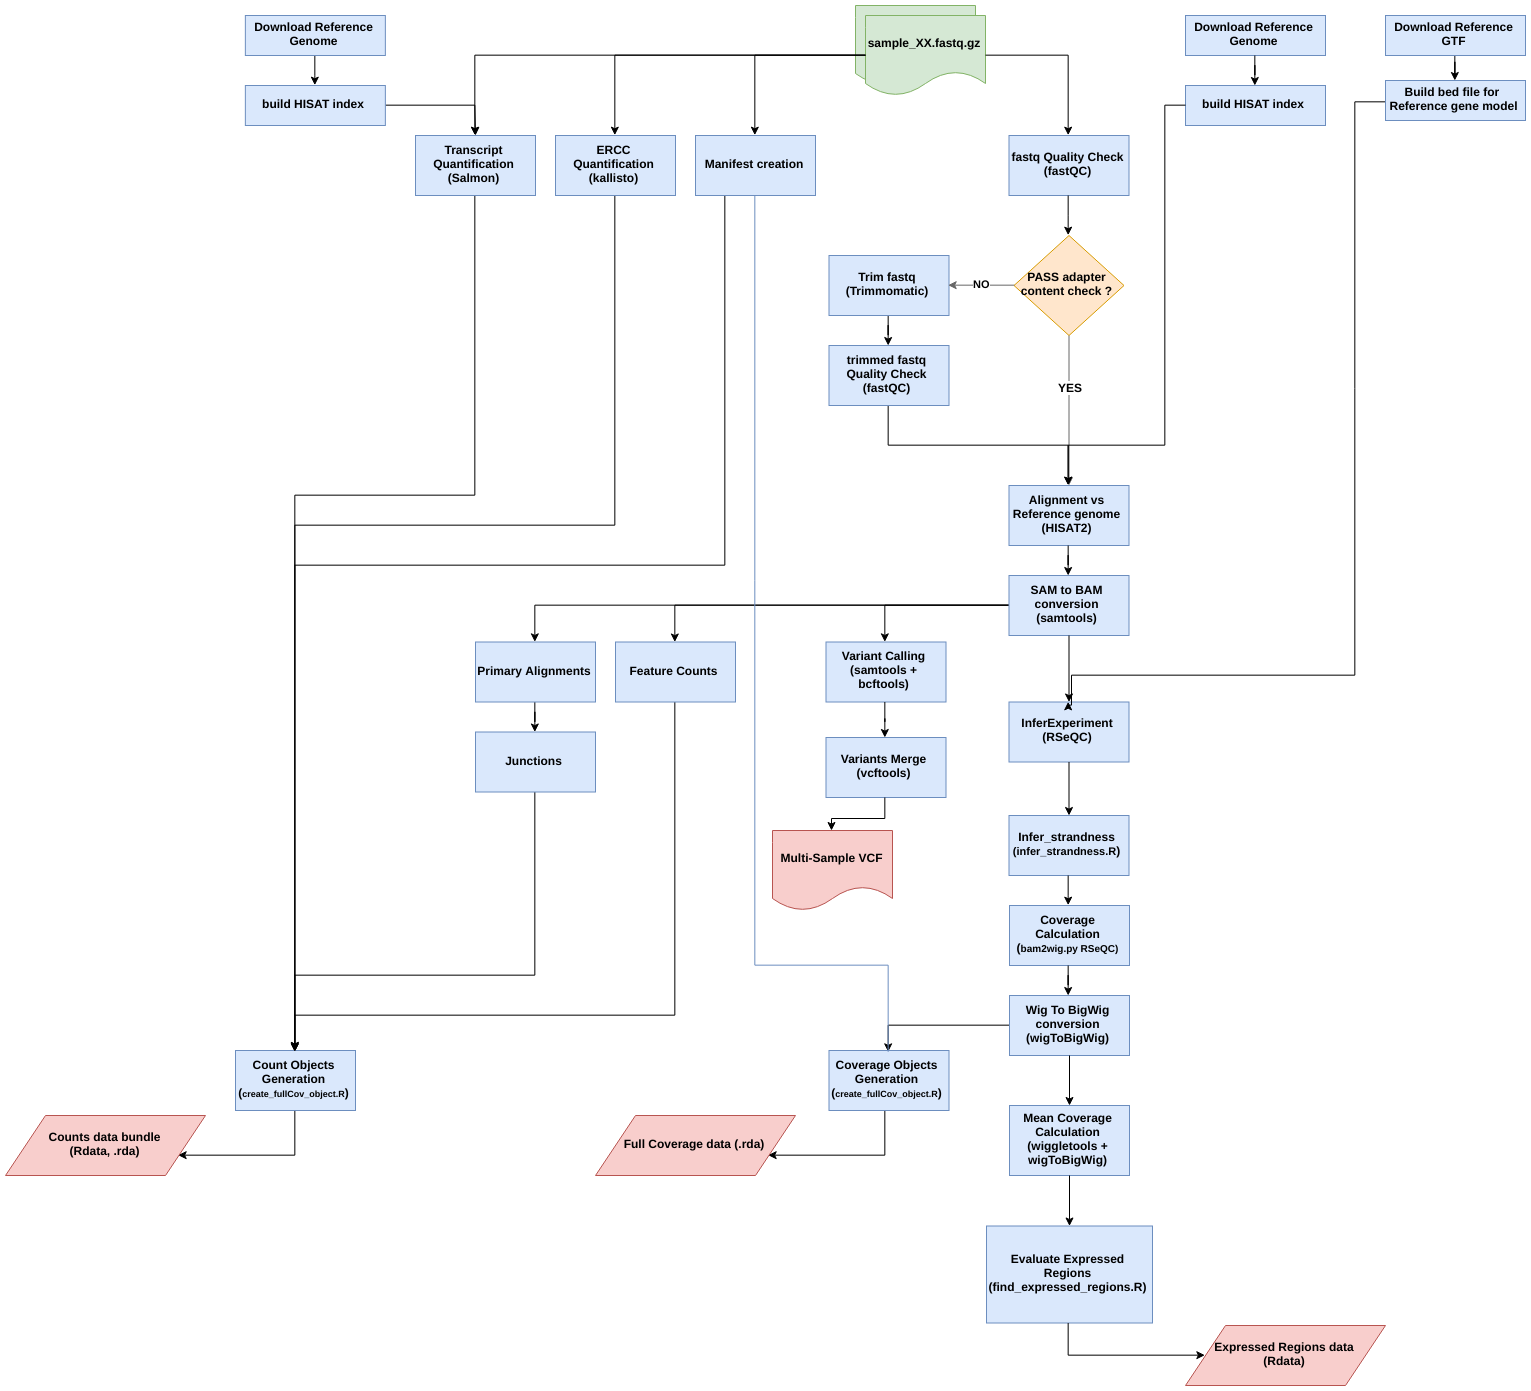 Download Reference
Genome
sample_XX.fastq.gz
Download Reference
Genome
Download Reference
GTF
build HISAT index
build HISAT index
Build bed file for
Reference gene model
Transcript
Quantification
(Salmon)
ERCC
Quantification
(kallisto)
Manifest creation
fastq Quality Check
(fastQC)
Trim fastq
(Trimmomatic)
NO
PASS adapter
content check ?
trimmed fastq
Quality Check
(fastQC)
YES
Alignment vs
Reference genome
(HISAT2)
SAM to BAM
conversion
(samtools)
Primary Alignments
Feature Counts
Variant Calling
(samtools +
bcftools)
InferExperiment
(RSeQC)
Junctions
Variants Merge
(vcftools)
Multi-Sample VCF
Infer_strandness
(infer_strandness.R)
Coverage
Calculation
(bam2wig.py RSeQC)
Wig To BigWig
conversion
(wigToBigWig)
Count Objects
Generation
(create_fullCov_object.R)
Coverage Objects
Generation
(create_fullCov_object.R)
Counts data bundle
(Rdata, .rda)
Full Coverage data (.rda)
Mean Coverage
Calculation
(wiggletools +
wigToBigWig)
Evaluate Expressed
Regions
(find_expressed_regions.R)
Expressed Regions data
(Rdata)